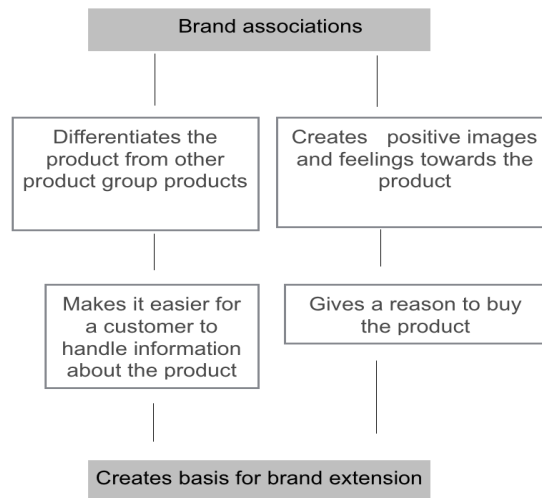 Brand associations
Differentiates the
product from other
product group products
Creates positive images
and feelings towards the
product
Makes it easier for
a customer to
handle information
about the product
Gives a reason to buy
the product
Creates basis for brand extension